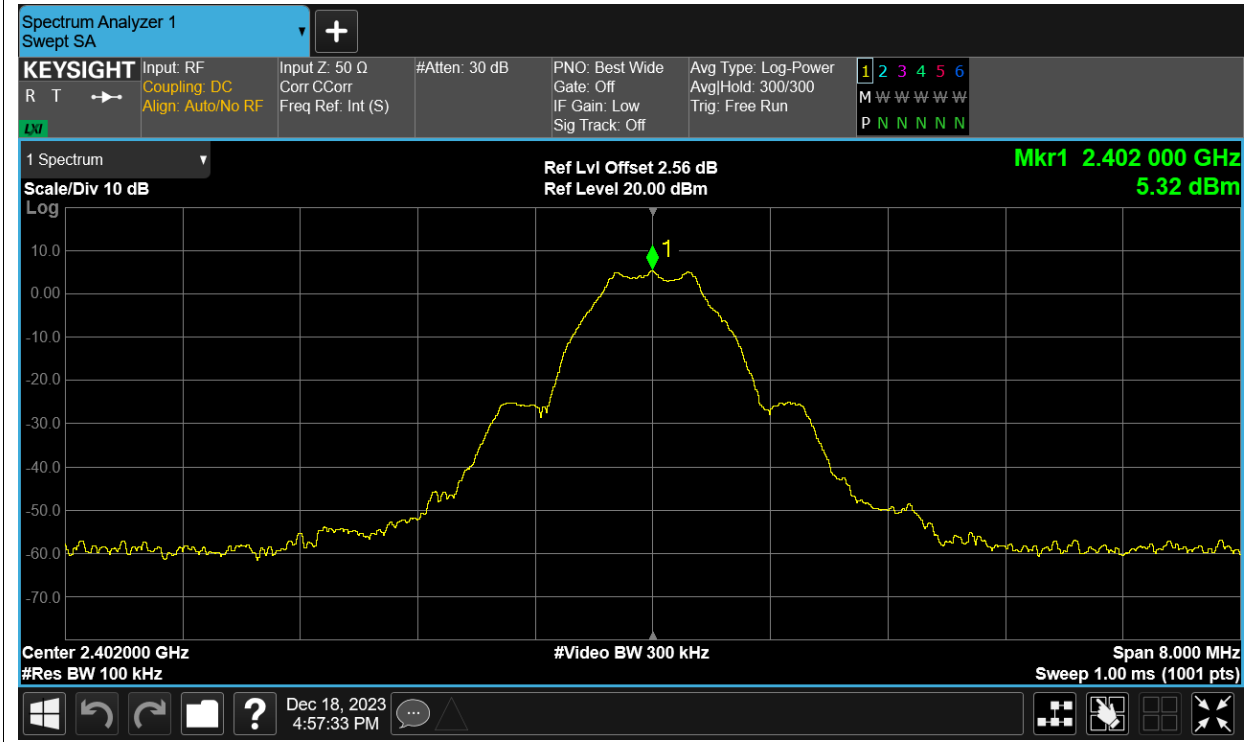 Spectrum Analyzer 1
Swept SA
KEYSIGHT
R T
LXI
Input: RF
Coupling: DC
Align: Auto/No RF
Input Z: 50 Ω
Corr CCorr
Freq Ref: Int (S)
#Atten: 30 dB
PNO: Best Wide
Gate: Off
IF Gain: Low
Sig Track: Off
Avg Type: Log-Power
Avg|Hold: 300/300
Trig: Free Run
1 2 3 4 5 6
M W W W W W
P N N N N N
1 Spectrum
Scale/Div 10 dB
Log
Ref Lvl Offset 2.56 dB
Ref Level 20.00 dBm
Mkr1 2.402 000 GHz
5.32 dBm
1
10.0
0.00
-10.0
-20.0
-30.0
-40.0
-50.0
-60.0
-70.0
Center 2.402000 GHz
#Res BW 100 kHz
#Video BW 300 kHz
Span 8.000 MHz
Sweep 1.00 ms (1001 pts)
?
Dec 18, 2023
4:57:33 PM